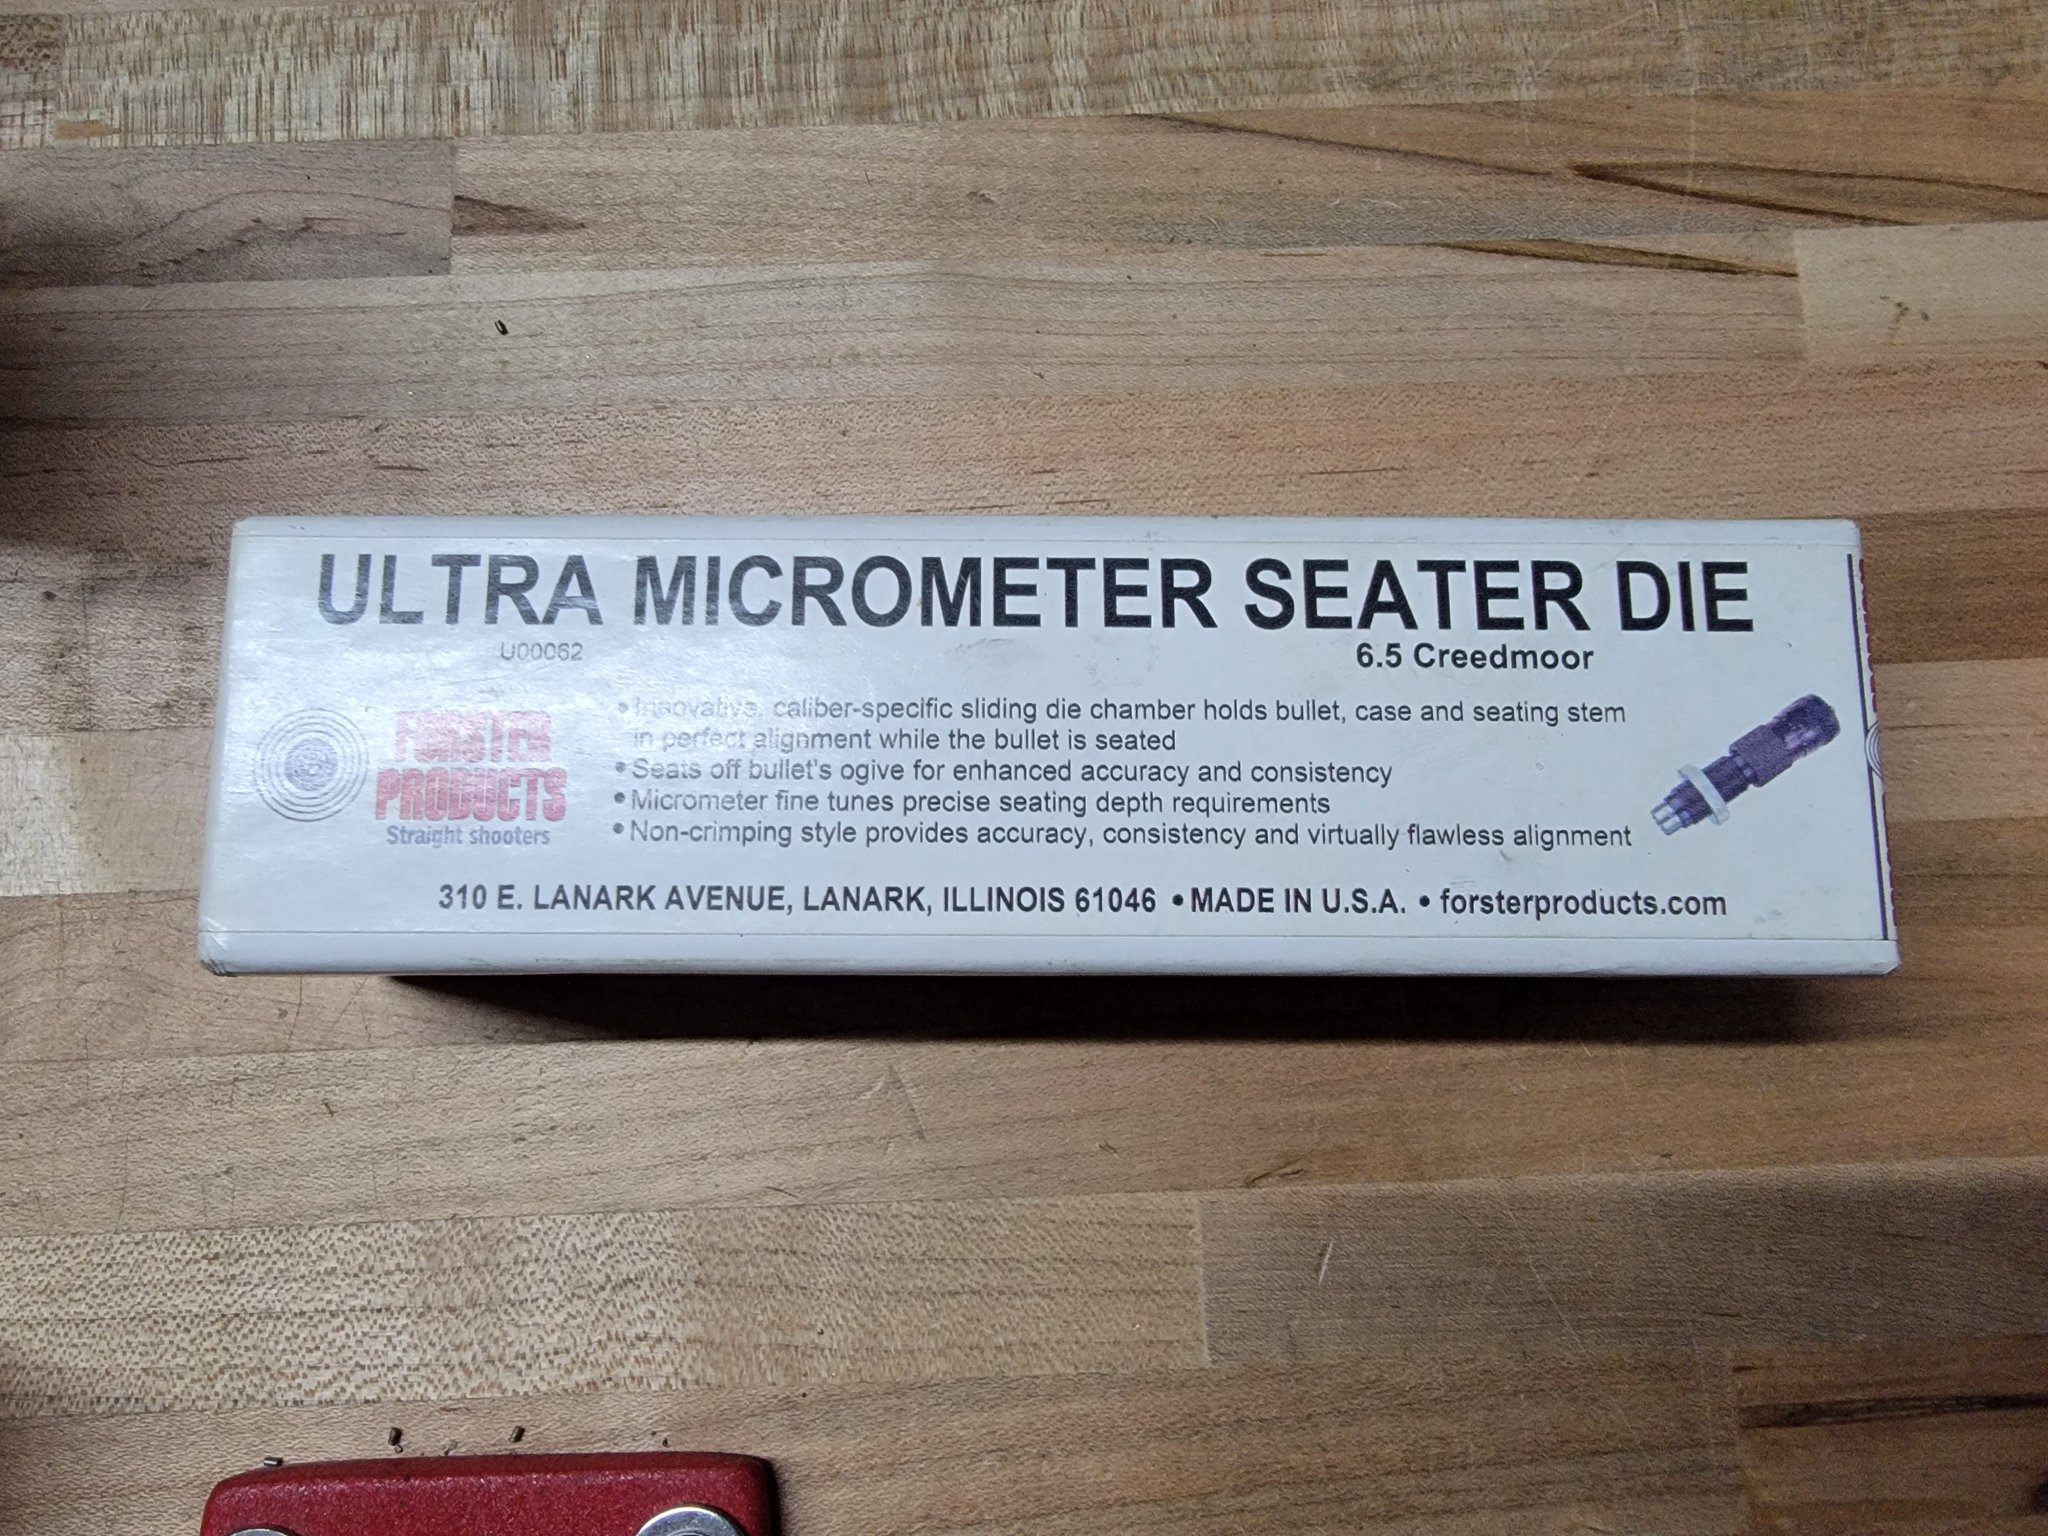 ULTRA MICROMETER SEATER DIE
U00062
6.5 Creedmoor
• Innovative, caliber-specific sliding die chamber holds bullet, case and seating stem
in perfect alignment while the bullet is seated
• Seats off bullet's ogive for enhanced accuracy and consistency
• Micrometer fine tunes precise seating depth requirements
• Non-crimping style provides accuracy, consistency and virtually flawless alignment
FORSTER
PRODUCTS
Straight shooters
310 E. LANARK AVENUE, LANARK, ILLINOIS 61046 • MADE IN U.S.A. • forsterproducts.com